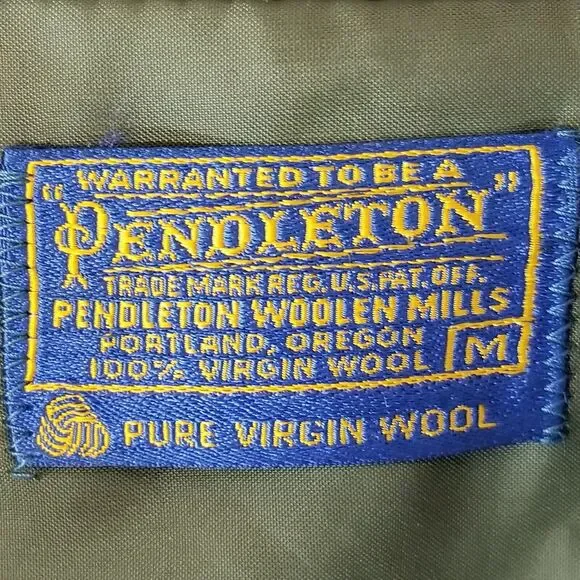 WARRANTED TO BE A
"PENDLETON"
TRADE MARK REG. U.S. PAT. OFF.
PENDLETON WOOLEN MILLS
PORTLAND, OREGON
100% VIRGIN WOOL
M
PURE VIRGIN WOOL